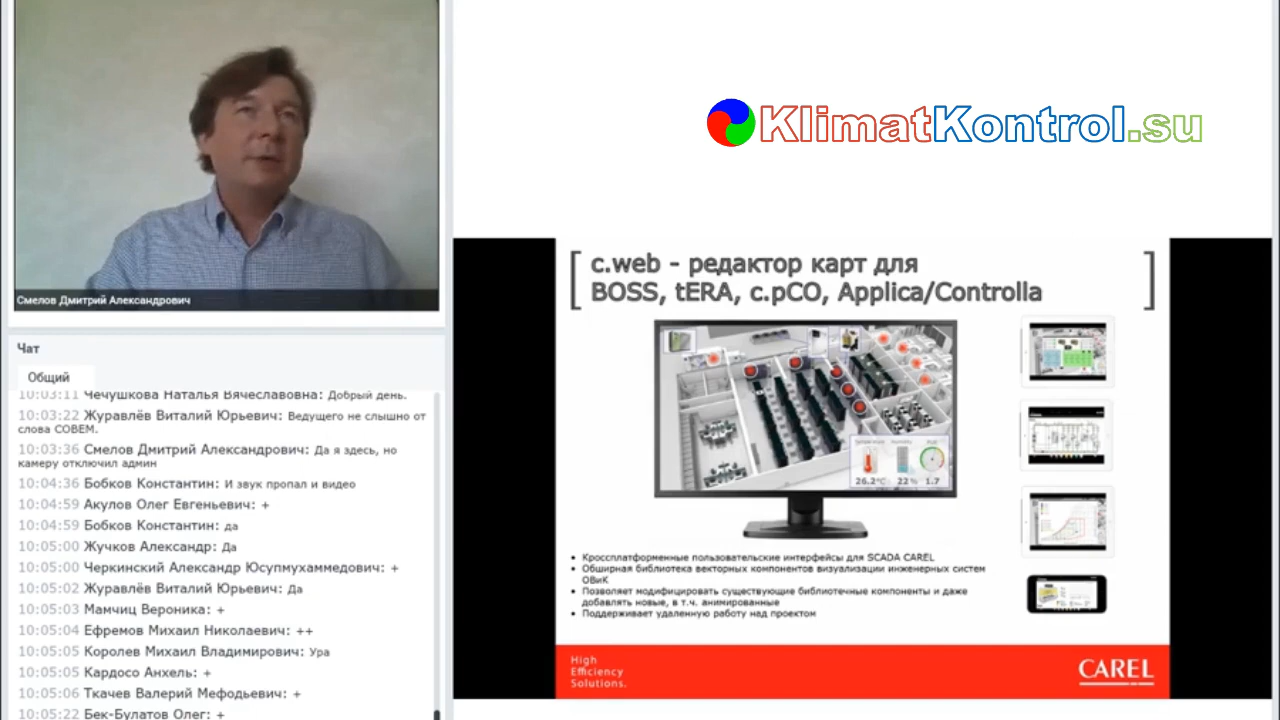 Смелов Дмитрий Александрович
Чат
Общий
10:03:11 Чечушкова Наталья Вячеславовна: Добрый день.
10:03:22 Журавлёв Виталий Юрьевич: Ведущего не слышно от
слова СОВЕМ.
10:03:36 Смелов Дмитрий Александрович: Да я здесь, но
камеру отключил админ
10:04:36 Бобков Константин: И звук пропал и видео
10:04:59 Акулов Олег Евгеньевич: +
10:04:59 Бобков Константин: да
10:05:00 Жучков Александр: Да
10:05:00 Черкинский Александр Юсупмухаммедович: +
10:05:02 Журавлёв Виталий Юрьевич: Да
10:05:03 Мамчиц Вероника: +
10:05:04 Ефремов Михаил Николаевич: ++
10:05:05 Королев Михаил Владимирович: Ура
10:05:05 Кардосо Анхель: +
10:05:06 Ткачев Валерий Мефодьевич: +
10:05:22 Бек-Булатов Олег: +
KlimatKontrol.su
c.web - редактор карт для
BOSS, tERA, c.pCO, Applica/Controlla
26.2°C 22% 1.7
• Кроссплатформенные пользовательские интерфейсы для SCADA CAREL
• Обширная библиотека векторных компонентов визуализации инженерных систем
ОВиК
• Позволяет модифицировать существующие библиотечные компоненты и даже
добавлять новые, в т.ч. анимированные
• Поддерживает удаленную работу над проектом
High
Efficiency
Solutions.
CAREL